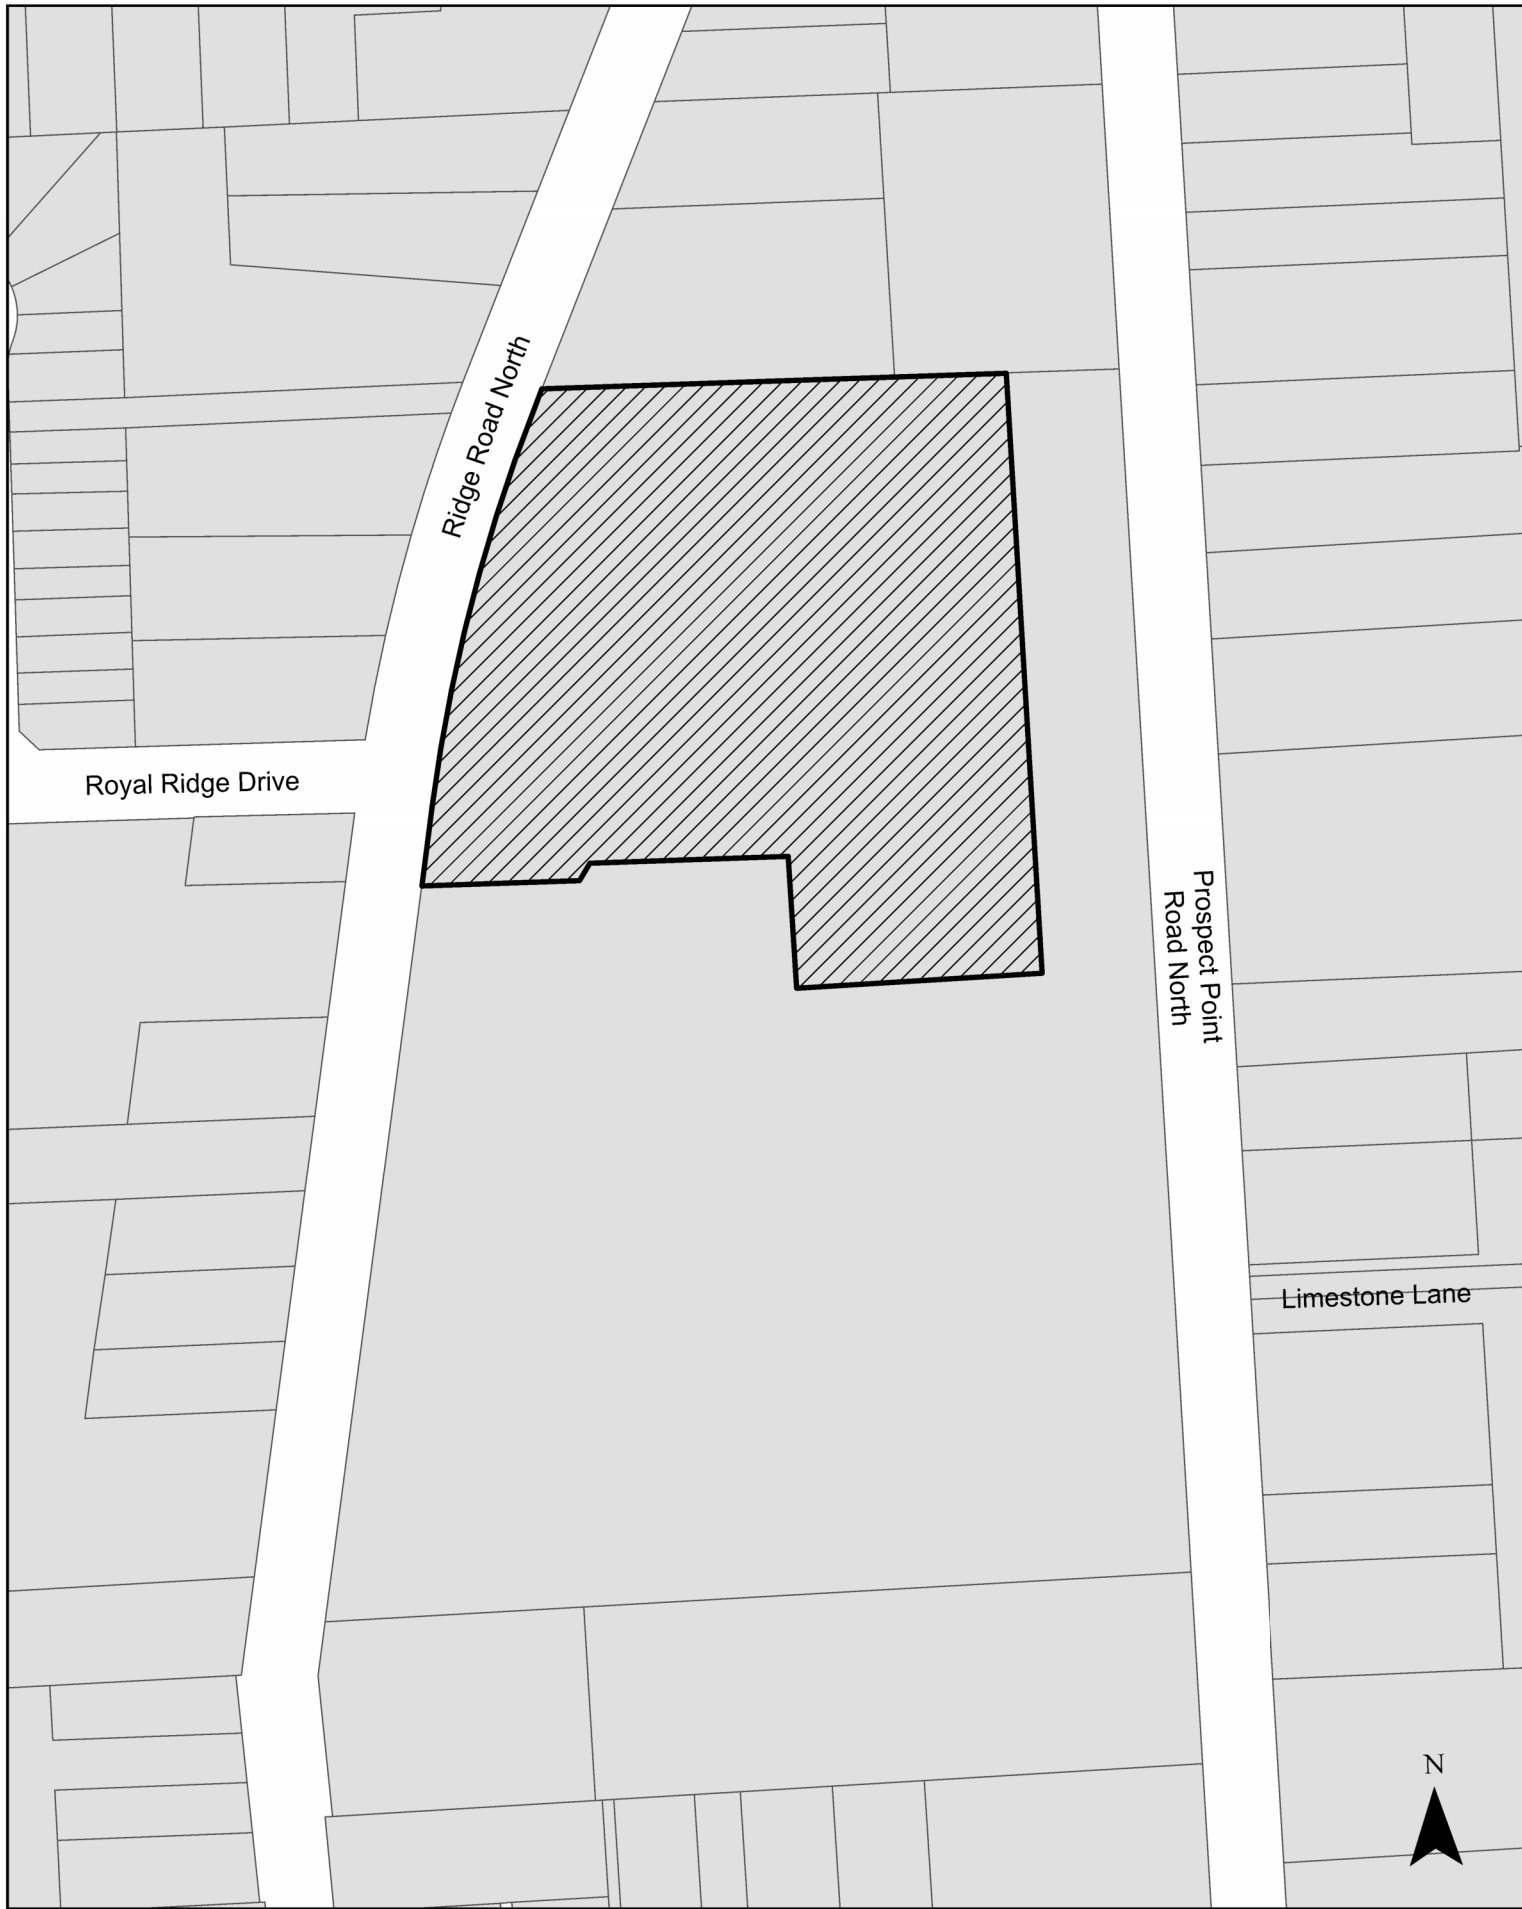 Ridge Road North
Royal Ridge Drive
Prospect Point
Road North
Limestone Lane
N